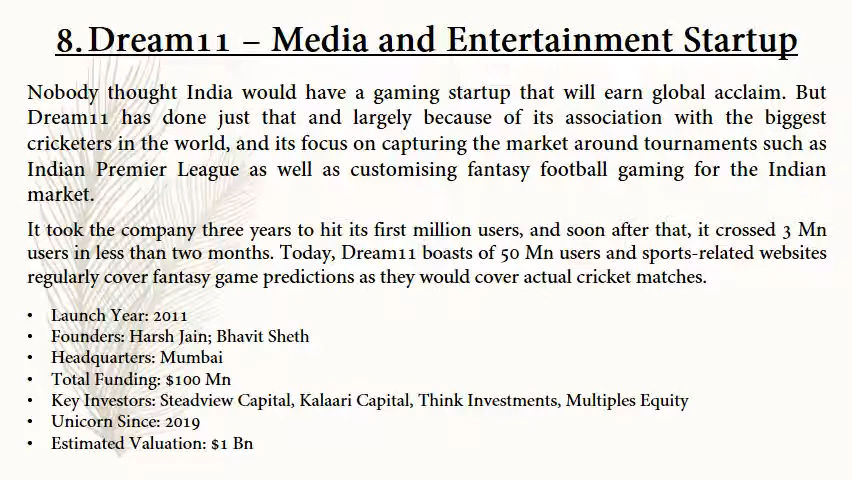 8. Dream11 – Media and Entertainment Startup
Nobody thought India would have a gaming startup that will earn global acclaim. But
Dream11 has done just that and largely because of its association with the biggest
cricketers in the world, and its focus on capturing the market around tournaments such as
Indian Premier League as well as customising fantasy football gaming for the Indian
market.
It took the company three years to hit its first million users, and soon after that, it crossed 3 Mn
users in less than two months. Today, Dream11 boasts of 50 Mn users and sports-related websites
regularly cover fantasy game predictions as they would cover actual cricket matches.
• Launch Year: 2011
• Founders: Harsh Jain; Bhavit Sheth
• Headquarters: Mumbai
• Total Funding: $100 Mn
• Key Investors: Steadview Capital, Kalaari Capital, Think Investments, Multiples Equity
• Unicorn Since: 2019
• Estimated Valuation: $1 Bn